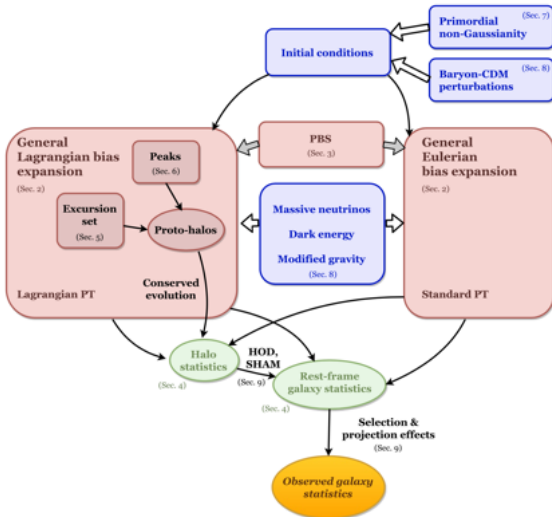 (Sec. 7)
Primordial
non-Gaussianity
Initial conditions
(Sec. 8)
Baryon-CDM
perturbations
General
Lagrangian bias
expansion
(Sec. 2)
Peaks
(Sec. 6)
Excursion
set
(Sec. 5)
Proto-halos
Conserved
evolution
Lagrangian PT
PBS
(Sec. 3)
Massive neutrinos
Dark energy
Modified gravity
(Sec. 8)
General
Eulerian
bias expansion
(Sec. 2)
Standard PT
Halo
statistics
(Sec. 4)
HOD,
SHAM
(Sec. 9)
Rest-frame
galaxy statistics
(Sec. 4)
Selection &
projection effects
(Sec. 9)
Observed galaxy
statistics